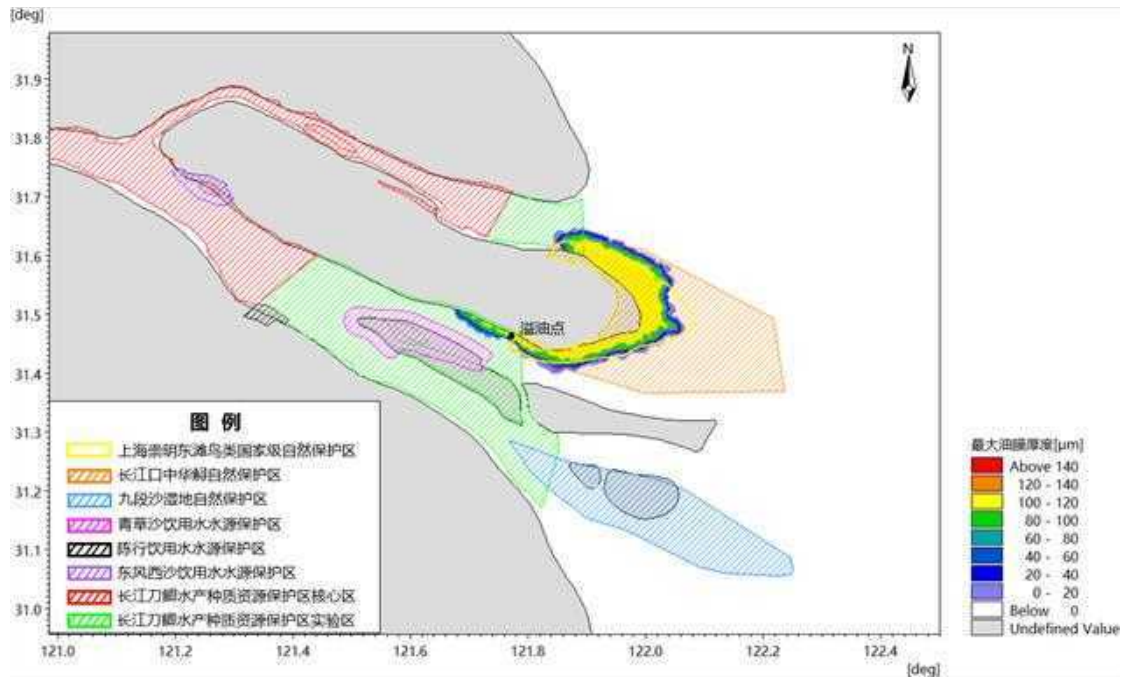 [deg]
N
31.9
31.8
31.7
31.6
31.5
31.4
31.3
31.2
31.1
31.0
溢油点
图 例
上海崇明东滩鸟类国家级自然保护区
长江口中华鲟自然保护区
九段沙湿地自然保护区
青草沙饮用水水源保护区
陈行饮用水水源保护区
东风西沙饮用水水源保护区
长江刀鲚水产种质资源保护区核心区
长江刀鲚水产种质资源保护区实验区
最大油膜厚度[μm]
Above 140
120 - 140
100 - 120
80 - 100
60 - 80
40 - 60
20 - 40
0 - 20
Below 0
Undefined Value
121.0 121.2 121.4 121.6 121.8 122.0 122.2 122.4
[deg]